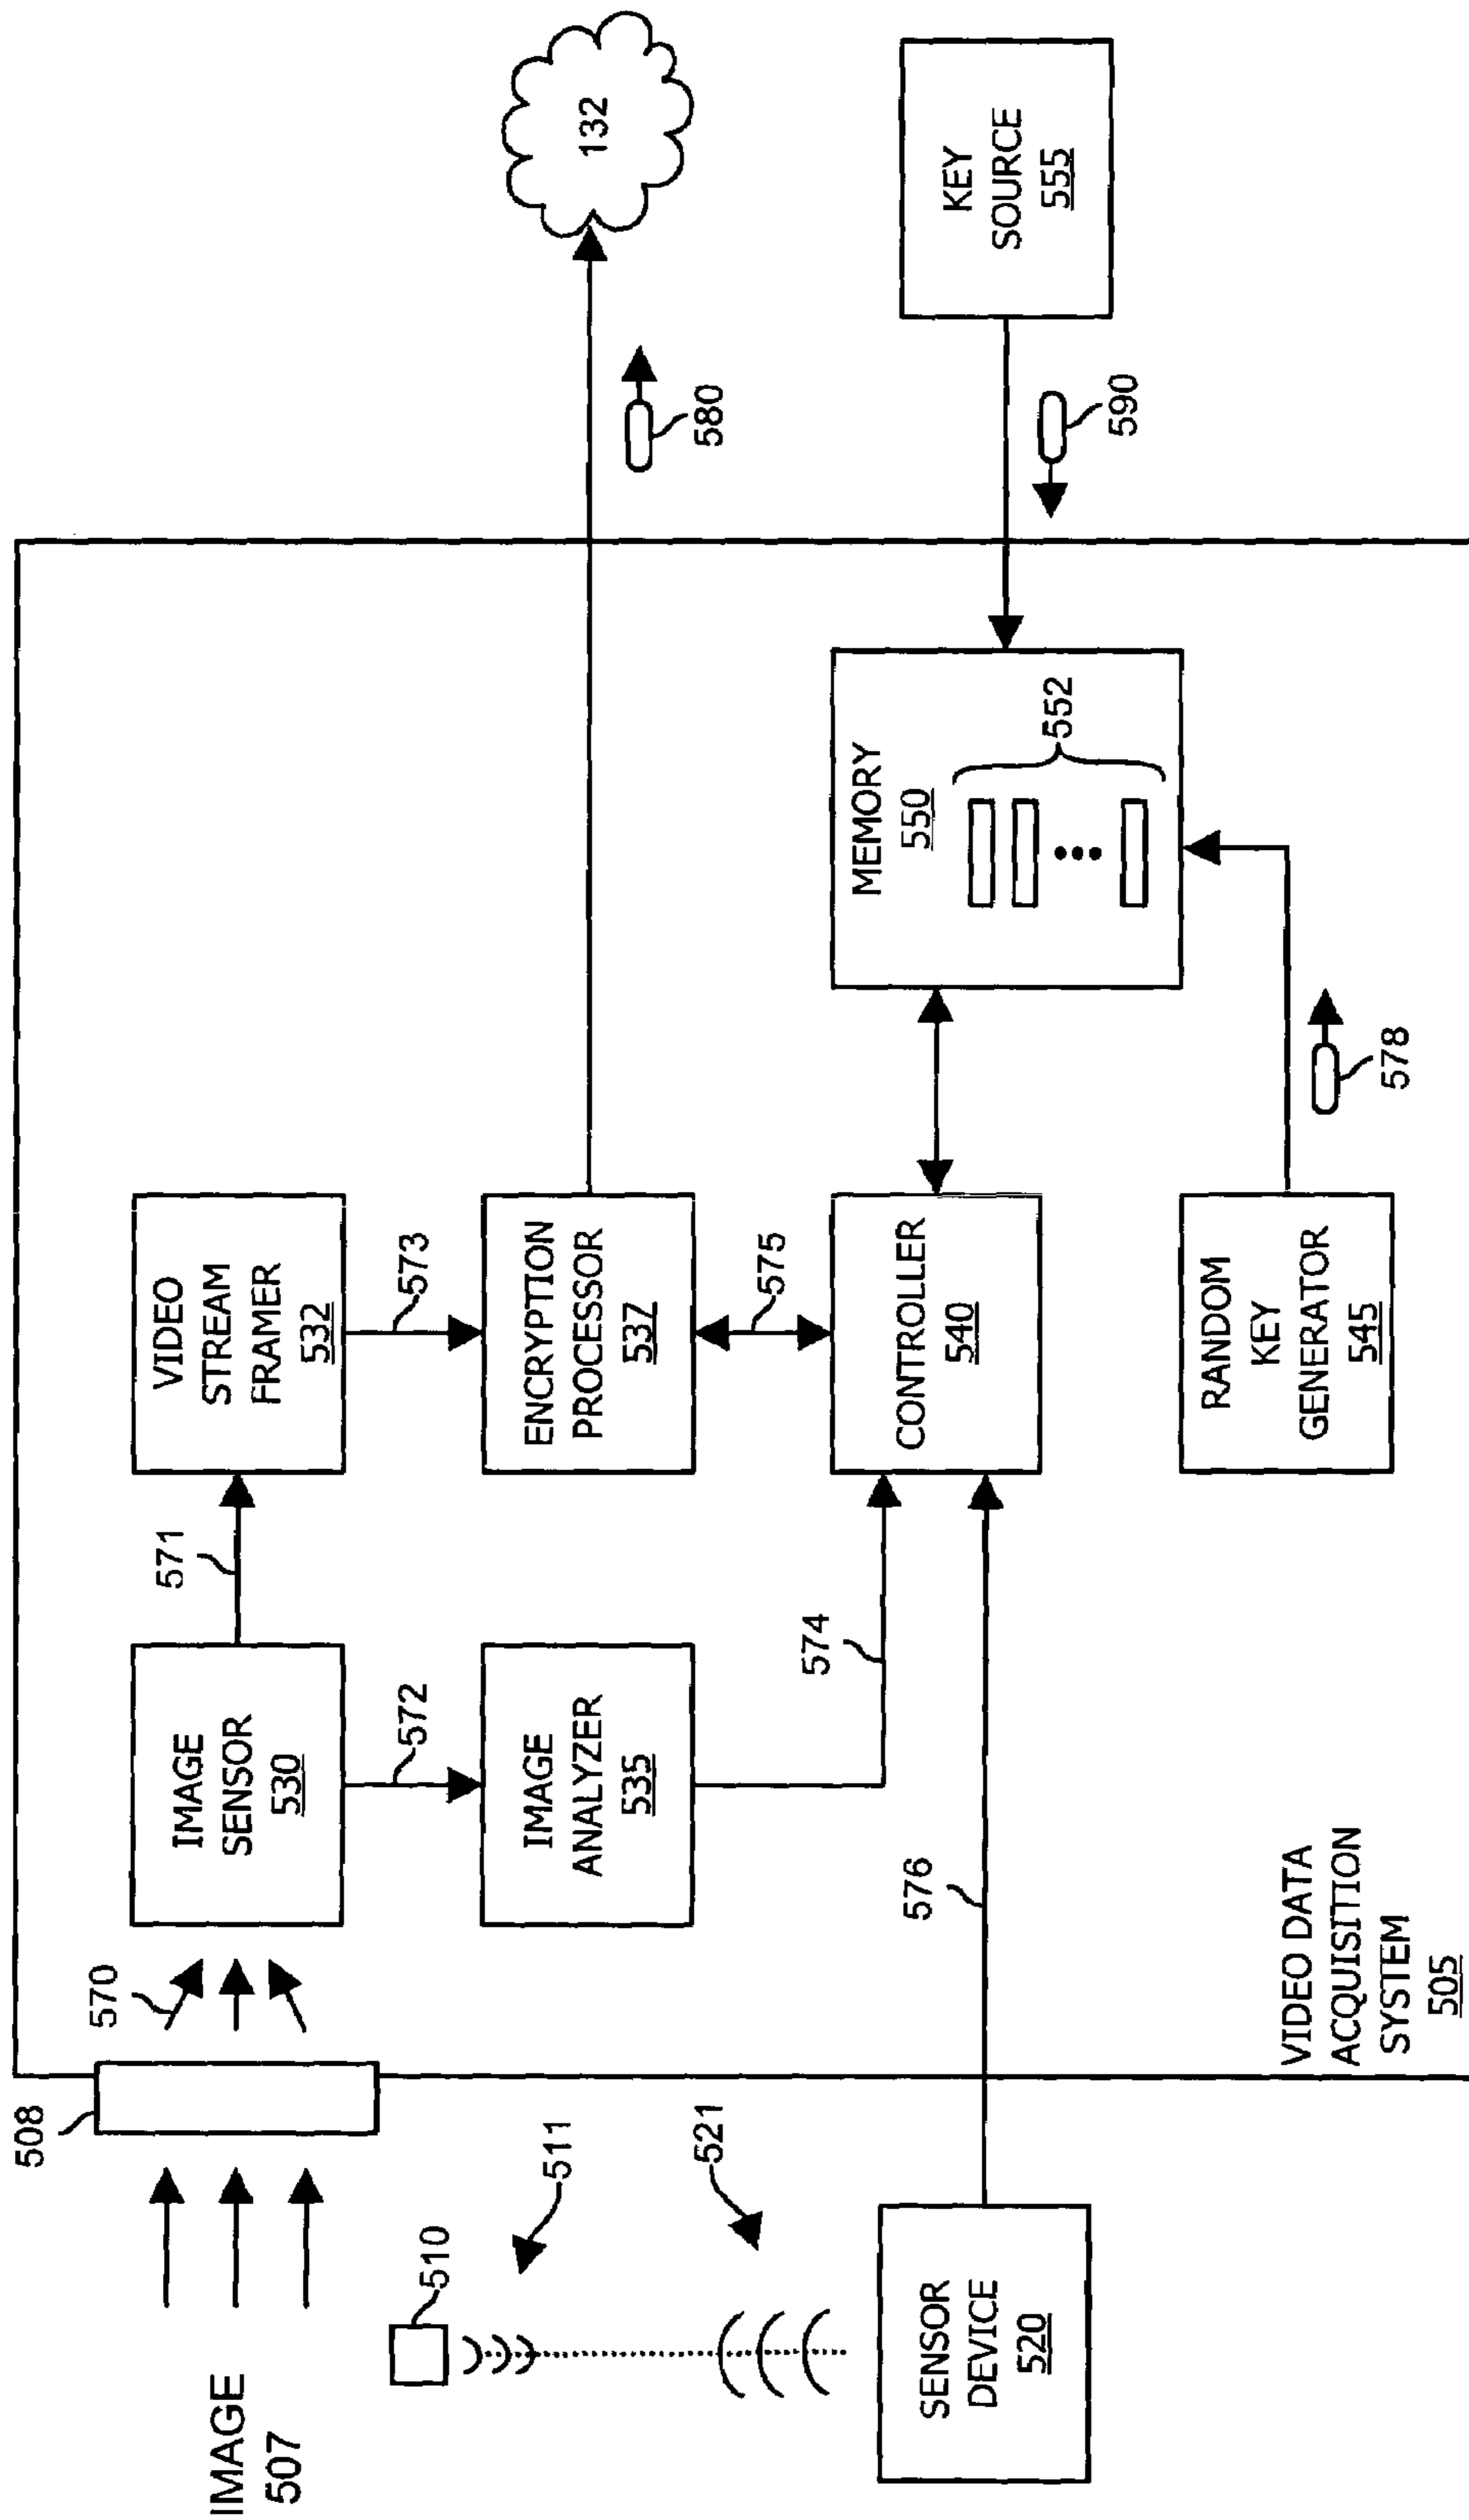 IMAGE
507
508
570
IMAGE
SENSOR
530
571
VIDEO
STREAM
FRAMER
532
572
573
510
511
521
IMAGE
ANALYZER
535
ENCRYPTION
PROCESSOR
537
580
132
574
575
SENSOR
DEVICE
520
576
CONTROLLER
540
MEMORY
550
552
590
KEY
SOURCE
555
RANDOM
KEY
GENERATOR
545
578
VIDEO DATA
ACQUISITION
SYSTEM
505